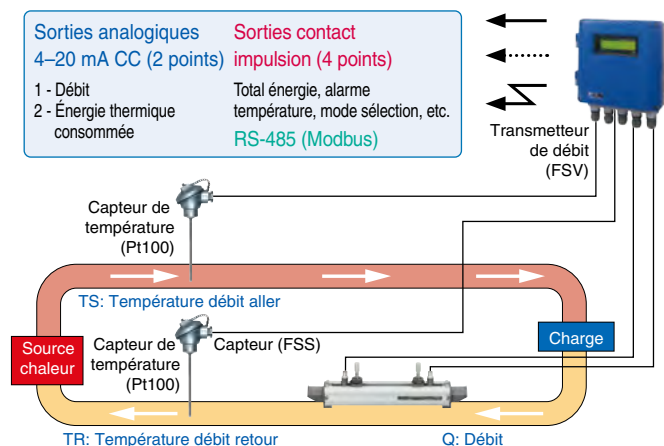 Sorties analogiques
4–20 mA CC (2 points)
1 - Débit
2 - Énergie thermique
consommée
Sorties contact
impulsion (4 points)
Total énergie, alarme
température, mode sélection, etc.
RS-485 (Modbus)
Transmetteur
de débit
(FSV)
Capteur de
température
(Pt100)
TS: Température débit aller
Source
chaleur
Capteur de
température
(Pt100)
Capteur (FSS)
Charge
TR: Température débit retour
Q: Débit